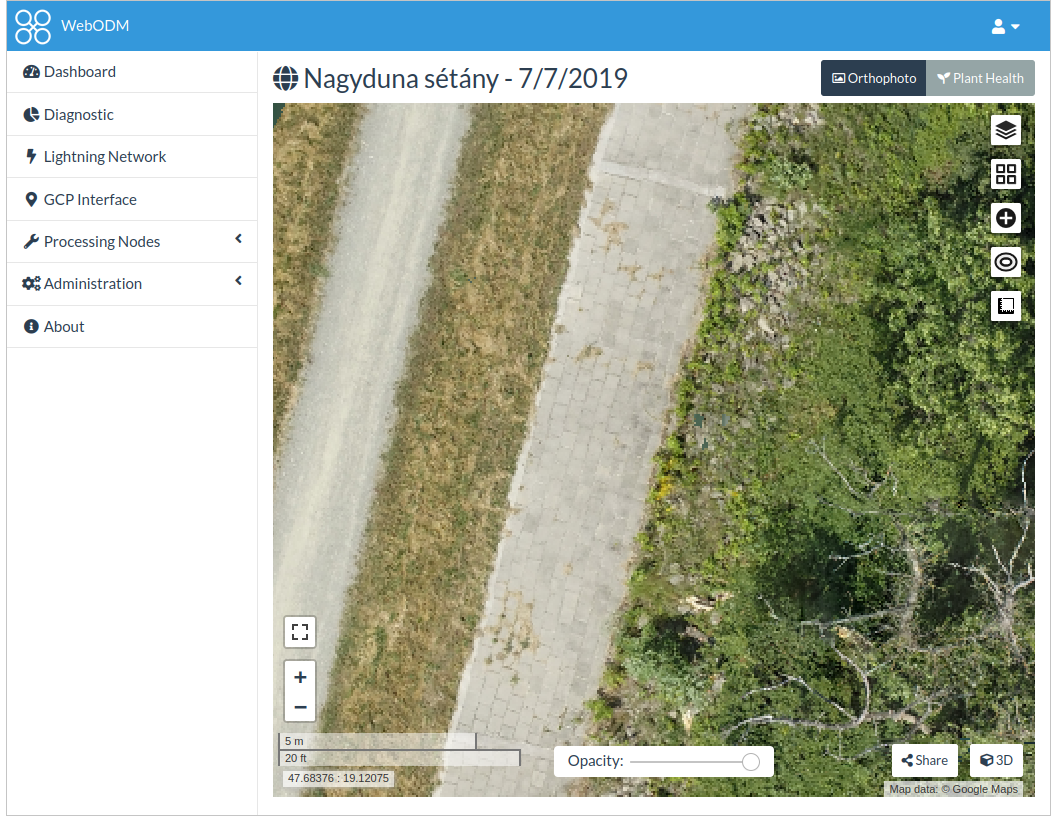 WebODM
Dashboard
Diagnostic
Lightning Network
GCP Interface
Processing Nodes
Administration
About
Nagyduna sétány - 7/7/2019
Orthophoto
Plant Health
+
−
5 m
20 ft
47.68376 : 19.12075
Opacity:
Share
3D
Map data: © Google Maps